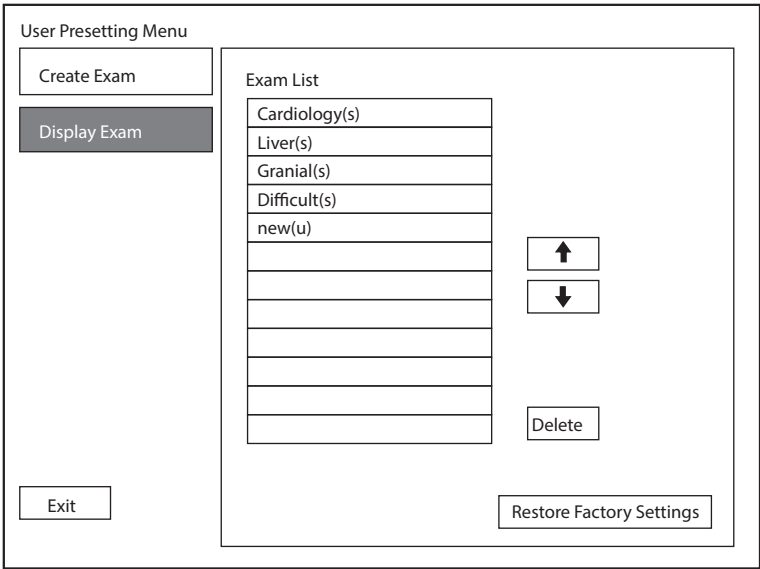 User Presetting Menu
Create Exam
Display Exam
Exam List
Cardiology(s)
Liver(s)
Granial(s)
Difficult(s)
new(u)
Delete
Exit
Restore Factory Settings